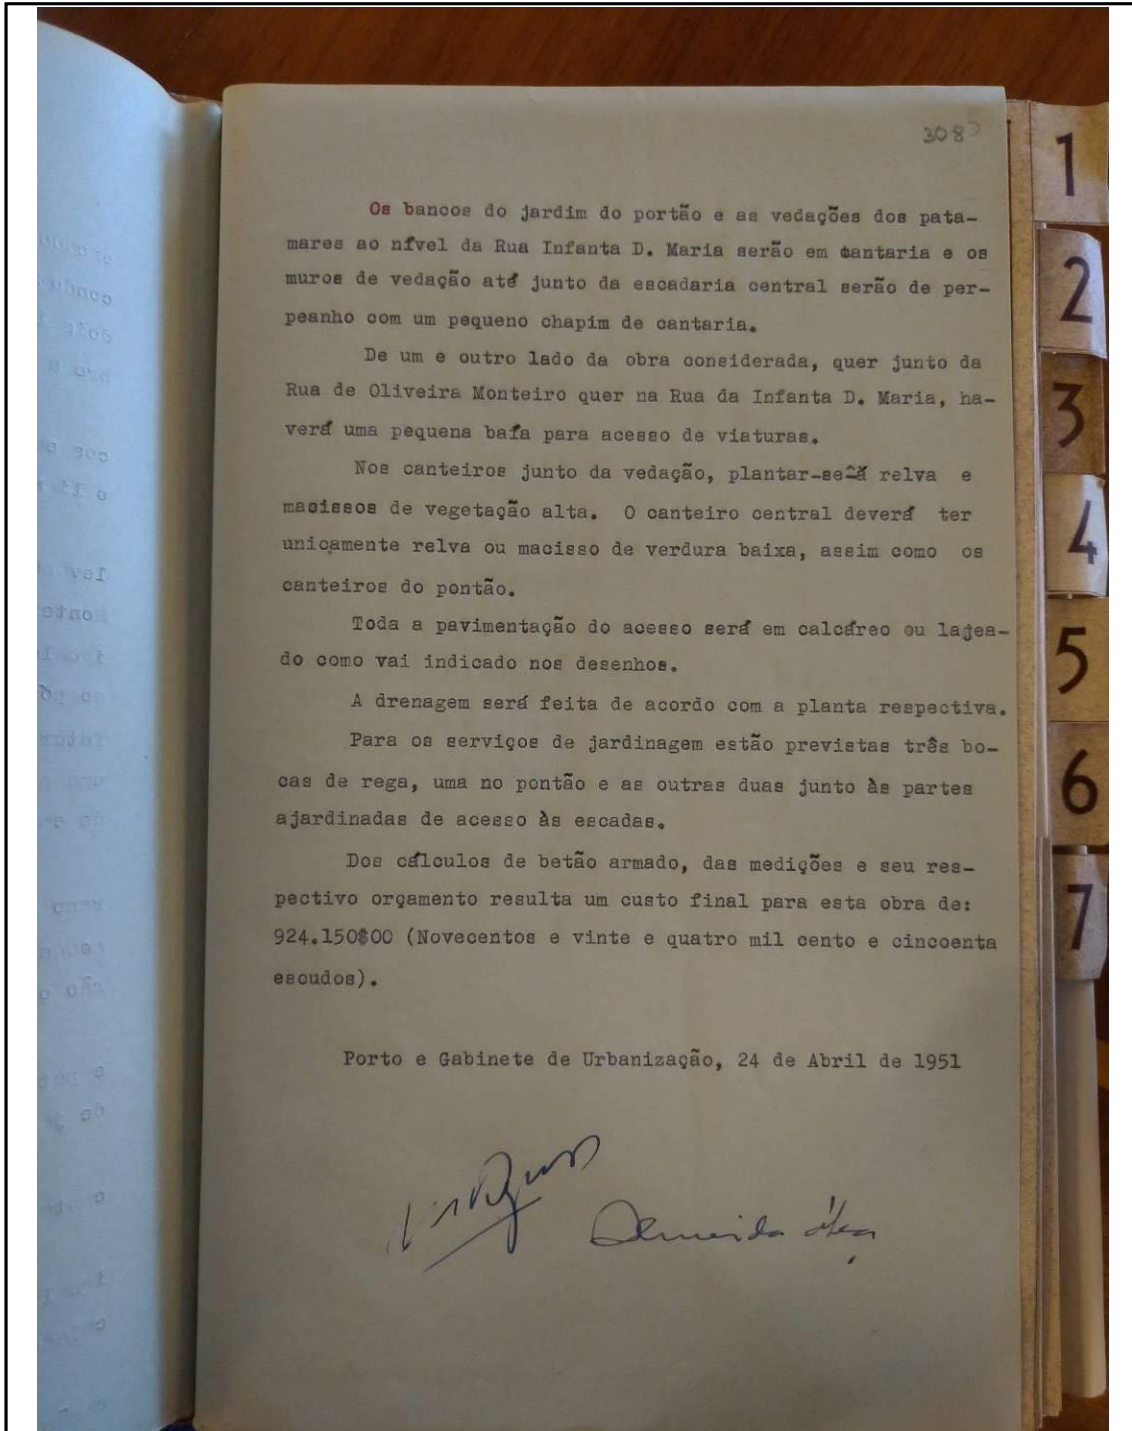 308
Os bancos do jardim do portão e as vedações dos pata-
mares ao nível da Rua Infanta D. Maria serão em cantaria e os
muros de vedação até junto da escadaria central serão de per-
peanho com um pequeno chapim de cantaria.
De um e outro lado da obra considerada, quer junto da
Rua de Oliveira Monteiro quer na Rua da Infanta D. Maria, ha-
verá uma pequena baía para acesso de viaturas.
Nos canteiros junto da vedação, plantar-se-á relva e
macissos de vegetação alta. O canteiro central deverá ter
unicamente relva ou macisso de verdura baixa, assim como os
canteiros do pontão.
Toda a pavimentação do acesso será em calcáreo ou lajea-
do como vai indicado nos desenhos.
A drenagem será feita de acordo com a planta respectiva.
Para os serviços de jardinagem estão previstas três bo-
cas de rega, uma no pontão e as outras duas junto às partes
ajardinadas de acesso às escadas.
Dos cálculos de betão armado, das medições e seu res-
pectivo orçamento resulta um custo final para esta obra de:
924.150$00 (Novecentos e vinte e quatro mil cento e cincoenta
escudos).
Porto e Gabinete de Urbanização, 24 de Abril de 1951
Almeida
1
2
3
4
5
6
7